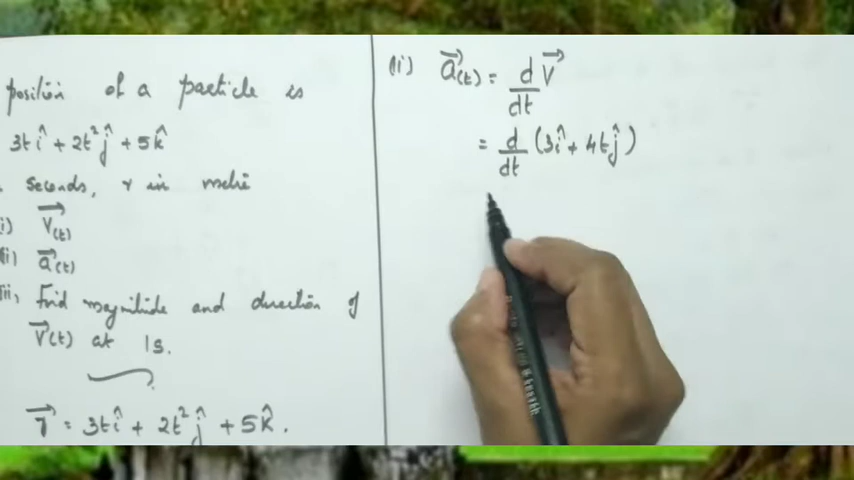 position of a particle is
3t î + 2t² ĵ + 5k̂
seconds, r in metre
i) V⃗(t)
ii) a⃗(t)
iii, Find magnitude and direction of
V⃗(t) at 1s.
r⃗ = 3t î + 2t² ĵ + 5k̂.
(ii) a⃗(t) = d/dt V⃗
= d/dt (3î + 4t ĵ)